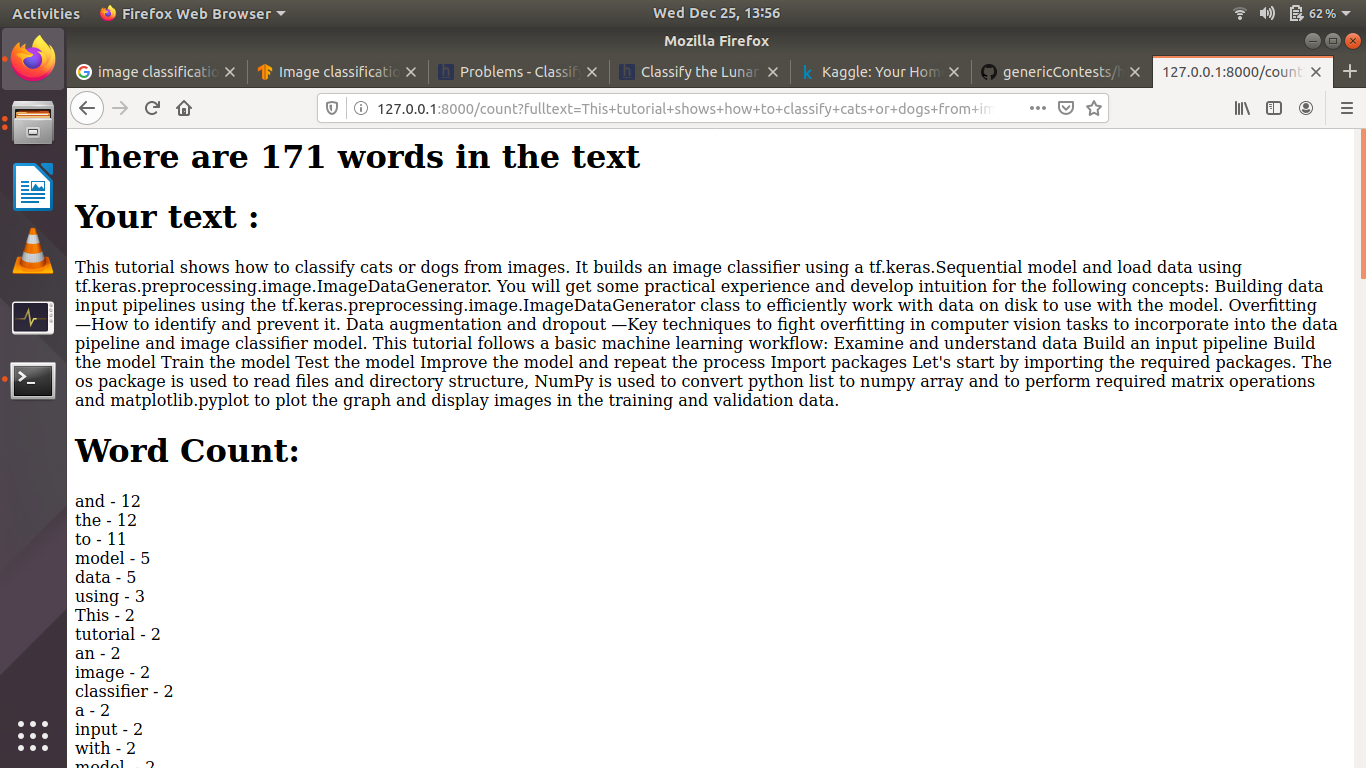 Activities Firefox Web Browser Wed Dec 25, 13:56 62 %
Mozilla Firefox
image classificatio Image classificatio Problems - Classify Classify the Lunar Kaggle: Your Hom genericContests/h 127.0.0.1:8000/count
127.0.0.1:8000/count?fulltext=This+tutorial+shows+how+to+classify+cats+or+dogs+from+im
There are 171 words in the text
Your text :
This tutorial shows how to classify cats or dogs from images. It builds an image classifier using a tf.keras.Sequential model and load data using
tf.keras.preprocessing.image.ImageDataGenerator. You will get some practical experience and develop intuition for the following concepts: Building data
input pipelines using the tf.keras.preprocessing.image.ImageDataGenerator class to efficiently work with data on disk to use with the model. Overfitting
—How to identify and prevent it. Data augmentation and dropout —Key techniques to fight overfitting in computer vision tasks to incorporate into the data
pipeline and image classifier model. This tutorial follows a basic machine learning workflow: Examine and understand data Build an input pipeline Build
the model Train the model Test the model Improve the model and repeat the process Import packages Let's start by importing the required packages. The
os package is used to read files and directory structure, NumPy is used to convert python list to numpy array and to perform required matrix operations
and matplotlib.pyplot to plot the graph and display images in the training and validation data.
Word Count:
and - 12
the - 12
to - 11
model - 5
data - 5
using - 3
This - 2
tutorial - 2
an - 2
image - 2
classifier - 2
a - 2
input - 2
with - 2
model. - 2